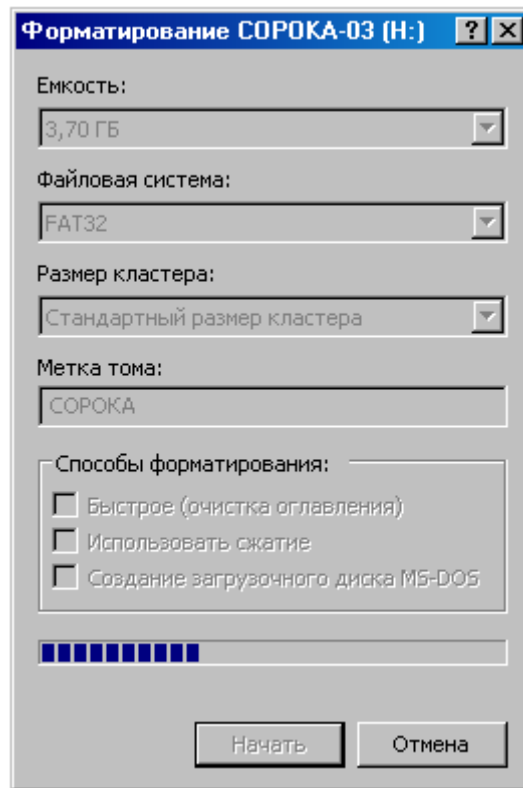 Форматирование СОРОКА-03 (H:)
Емкость:
3,70 ГБ
Файловая система:
FAT32
Размер кластера:
Стандартный размер кластера
Метка тома:
СОРОКА
Способы форматирования:
Быстрое (очистка оглавления)
Использовать сжатие
Создание загрузочного диска MS-DOS
Начать
Отмена